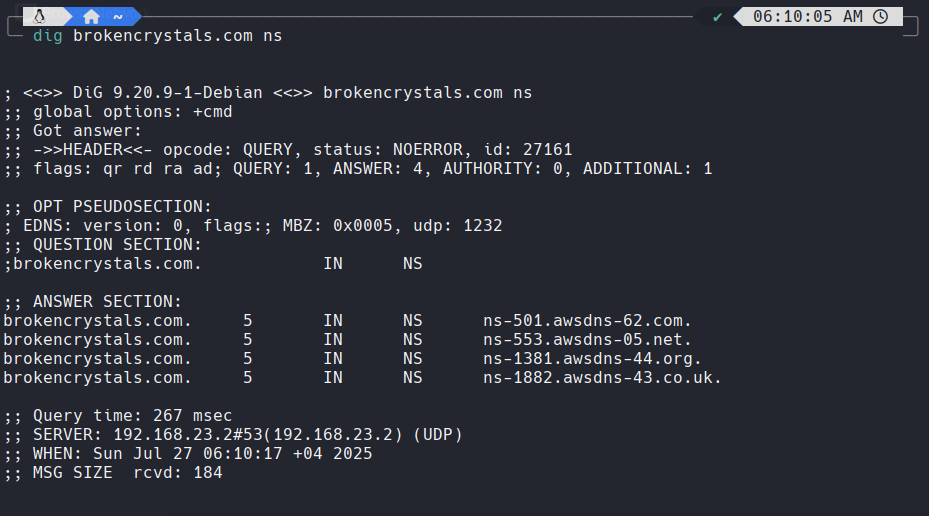 ~ ✔ 06:10:05 AM
dig brokencrystals.com ns
; <<>> DiG 9.20.9-1-Debian <<>> brokencrystals.com ns
;; global options: +cmd
;; Got answer:
;; ->>HEADER<<- opcode: QUERY, status: NOERROR, id: 27161
;; flags: qr rd ra ad; QUERY: 1, ANSWER: 4, AUTHORITY: 0, ADDITIONAL: 1
;; OPT PSEUDOSECTION:
; EDNS: version: 0, flags:; MBZ: 0x0005, udp: 1232
;; QUESTION SECTION:
;brokencrystals.com. IN NS
;; ANSWER SECTION:
brokencrystals.com. 5 IN NS ns-501.awsdns-62.com.
brokencrystals.com. 5 IN NS ns-553.awsdns-05.net.
brokencrystals.com. 5 IN NS ns-1381.awsdns-44.org.
brokencrystals.com. 5 IN NS ns-1882.awsdns-43.co.uk.
;; Query time: 267 msec
;; SERVER: 192.168.23.2#53(192.168.23.2) (UDP)
;; WHEN: Sun Jul 27 06:10:17 +04 2025
;; MSG SIZE rcvd: 184